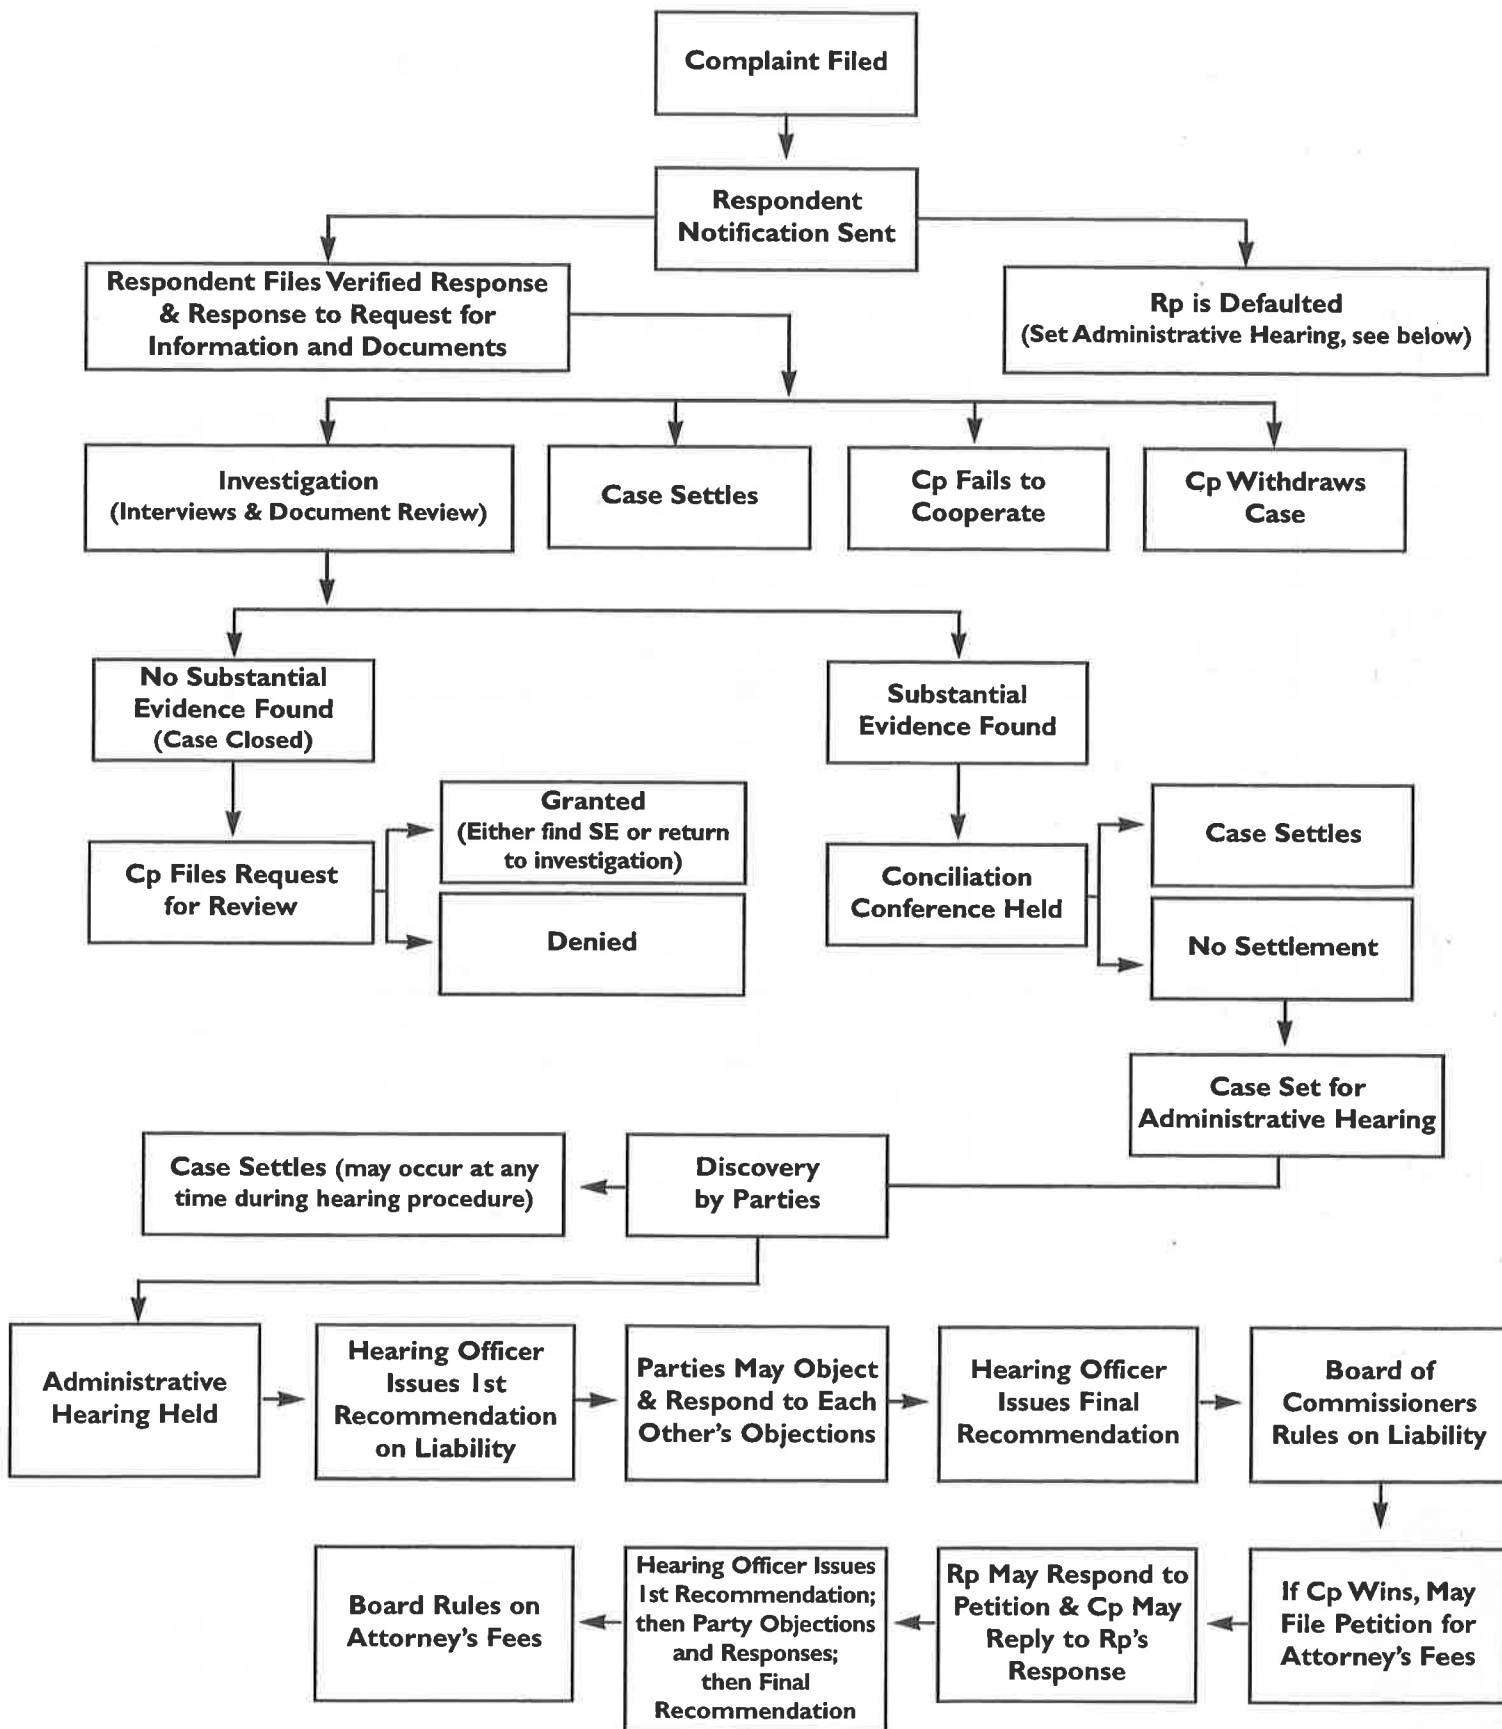 Complaint Filed
Respondent
Notification Sent
Respondent Files Verified Response
& Response to Request for
Information and Documents
Rp is Defaulted
(Set Administrative Hearing, see below)
Investigation
(Interviews & Document Review)
Case Settles
Cp Fails to
Cooperate
Cp Withdraws
Case
No Substantial
Evidence Found
(Case Closed)
Substantial
Evidence Found
Cp Files Request
for Review
Granted
(Either find SE or return
to investigation)
Denied
Conciliation
Conference Held
Case Settles
No Settlement
Case Set for
Administrative Hearing
Case Settles (may occur at any
time during hearing procedure)
Discovery
by Parties
Administrative
Hearing Held
Hearing Officer
Issues 1st
Recommendation
on Liability
Parties May Object
& Respond to Each
Other's Objections
Hearing Officer
Issues Final
Recommendation
Board of
Commissioners
Rules on Liability
Board Rules on
Attorney's Fees
Hearing Officer Issues
1st Recommendation;
then Party Objections
and Responses;
then Final
Recommendation
Rp May Respond to
Petition & Cp May
Reply to Rp's
Response
If Cp Wins, May
File Petition for
Attorney's Fees